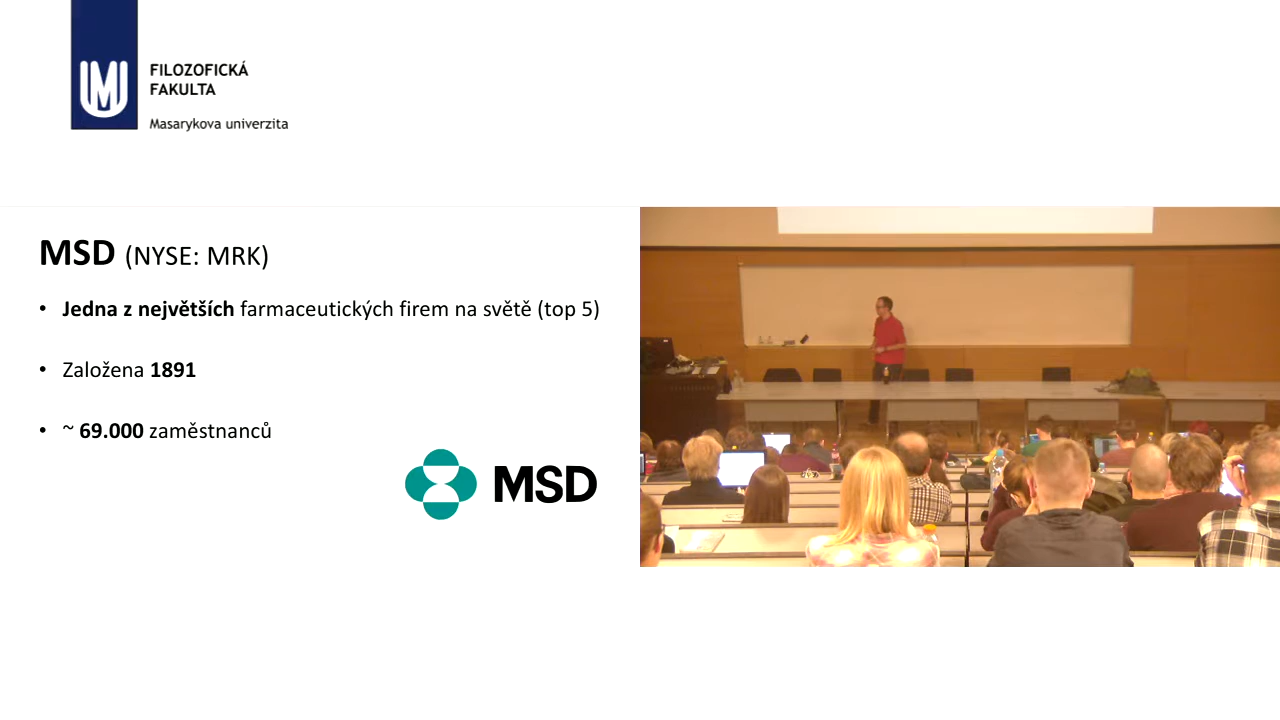 FILOZOFICKÁ
FAKULTA
Masarykova univerzita
MSD (NYSE: MRK)
• Jedna z největších farmaceutických firem na světě (top 5)
• Založena 1891
• ~ 69.000 zaměstnanců
MSD